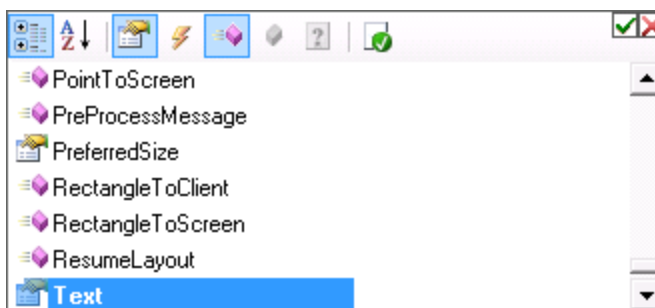 A
Z
?
PointToScreen
PreProcessMessage
PreferredSize
RectangleToClient
RectangleToScreen
ResumeLayout
Text